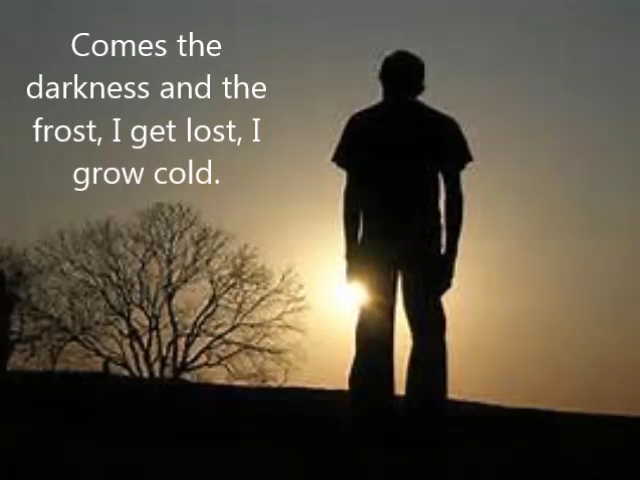 Comes the
darkness and the
frost, I get lost, I
grow cold.